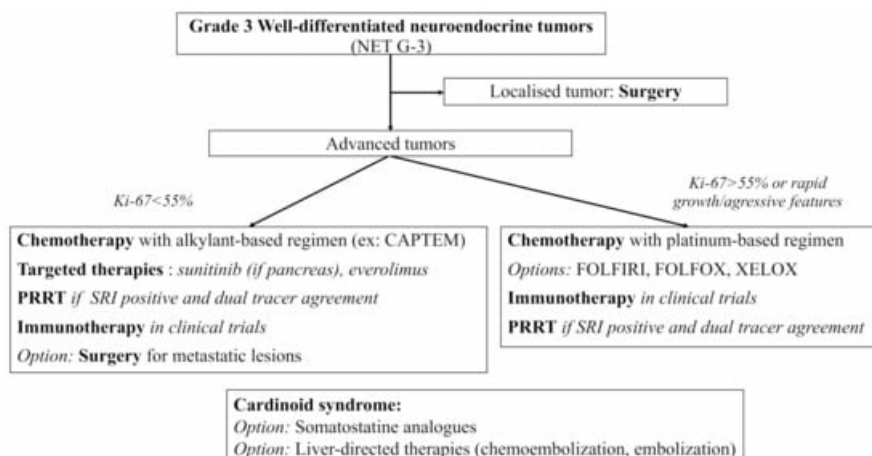 Grade 3 Well-differentiated neuroendocrine tumors
(NET G-3)
Localised tumor: Surgery
Advanced tumors
Ki-67<55%
Ki-67>55% or rapid
growth/agressive features
Chemotherapy with alkylant-based regimen (ex: CAPTEM)
Targeted therapies : sunitinib (if pancreas), everolimus
PRRT if SRI positive and dual tracer agreement
Immunotherapy in clinical trials
Option: Surgery for metastatic lesions
Chemotherapy with platinum-based regimen
Options: FOLFIRI, FOLFOX, XELOX
Immunotherapy in clinical trials
PRRT if SRI positive and dual tracer agreement
Cardinoid syndrome:
Option: Somatostatine analogues
Option: Liver-directed therapies (chemoembolization, embolization)